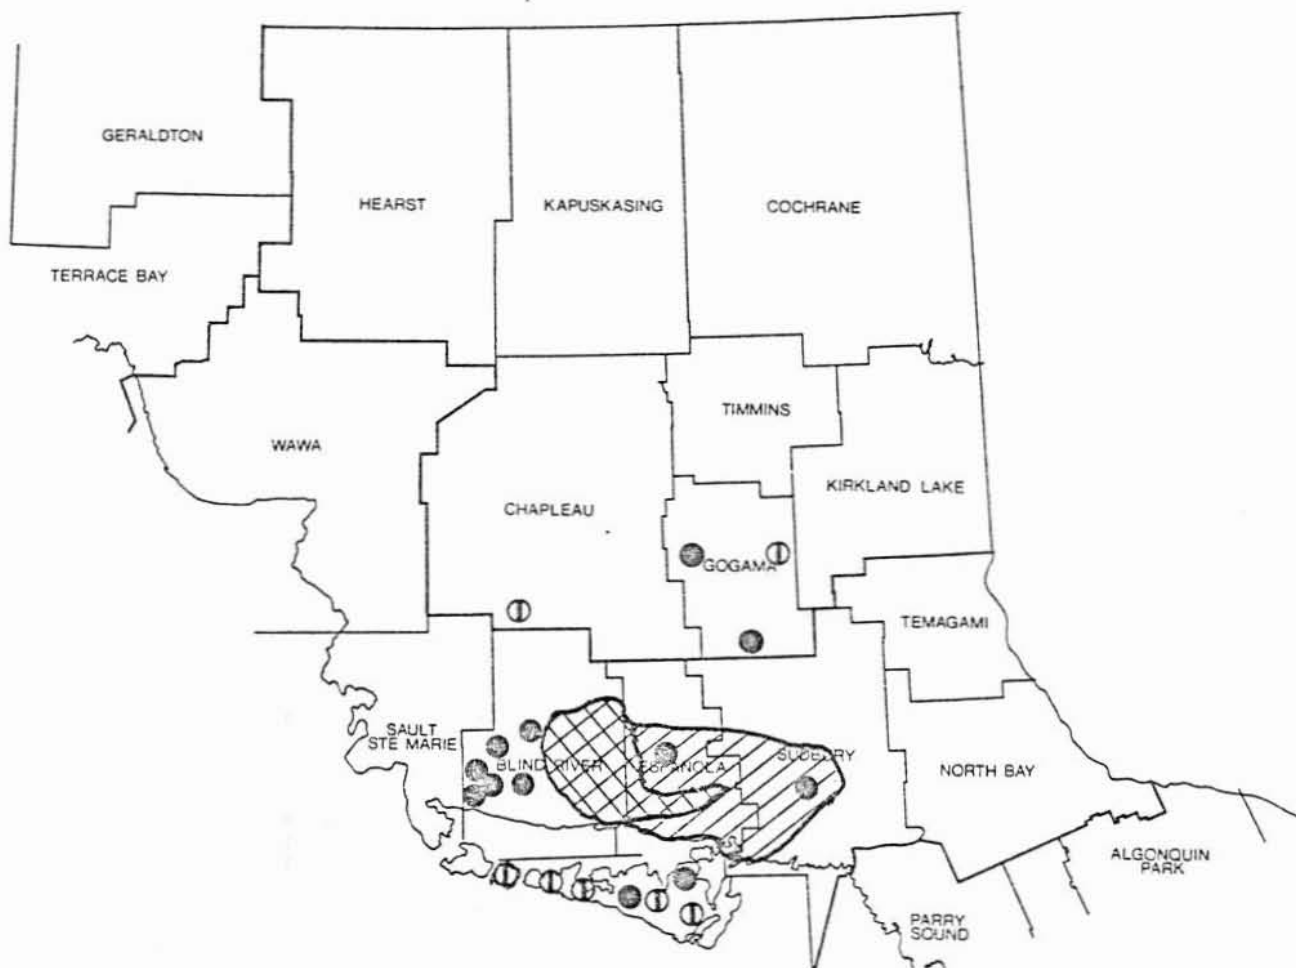 GERALDTON
HEARST
KAPUSKASING
COCHRANE
TERRACE BAY
TIMMINS
WAWA
KIRKLAND LAKE
CHAPLEAU
GOGAMA
TEMAGAMI
SAULT
STE MARIE
BLIND RIVER
ESPANOLA
SUDBURY
NORTH BAY
ALGONQUIN
PARK
PARRY
SOUND